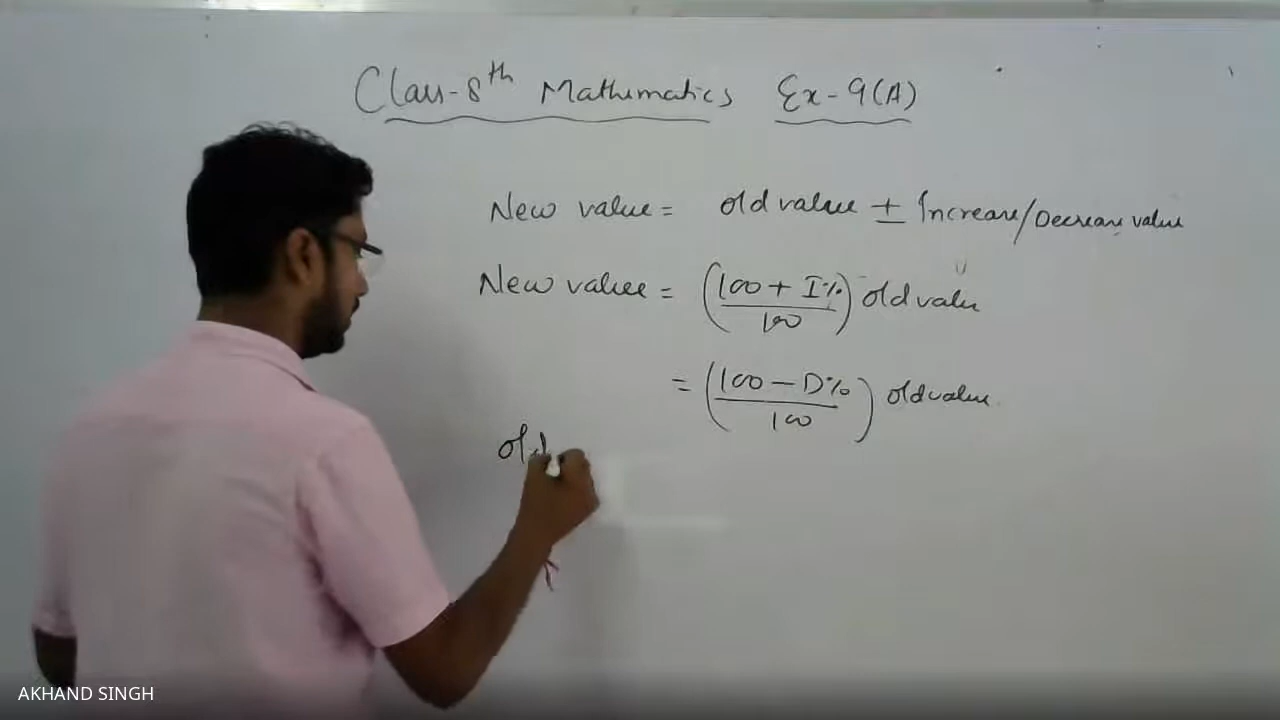 Class-8th Mathematics Ex-9(A)
New value = old value ± Increase/Decrease value
New value = (100 + I% / 100) old value
= (100 - D% / 100) old value
old
AKHAND SINGH